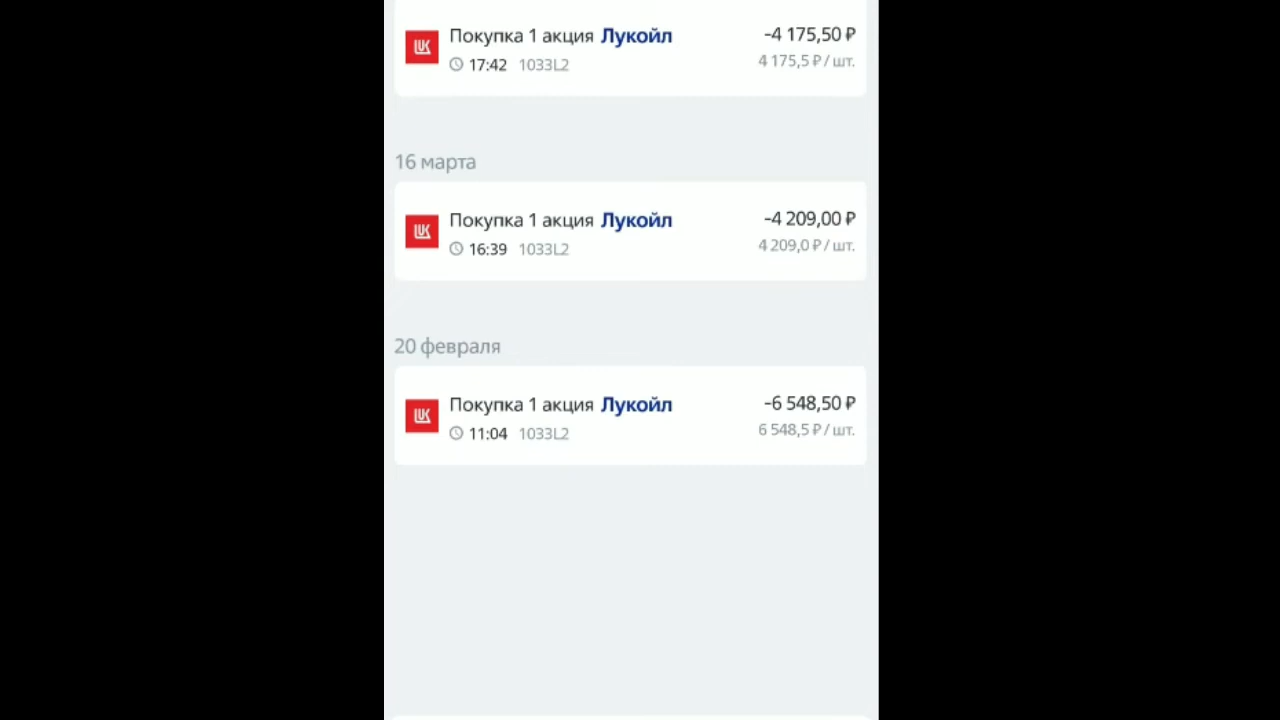 Покупка 1 акция Лукойл -4 175,50 ₽
17:42 1033L2 4 175,5 ₽ / шт.
16 марта
Покупка 1 акция Лукойл -4 209,00 ₽
16:39 1033L2 4 209,0 ₽ / шт.
20 февраля
Покупка 1 акция Лукойл -6 548,50 ₽
11:04 1033L2 6 548,5 ₽ / шт.